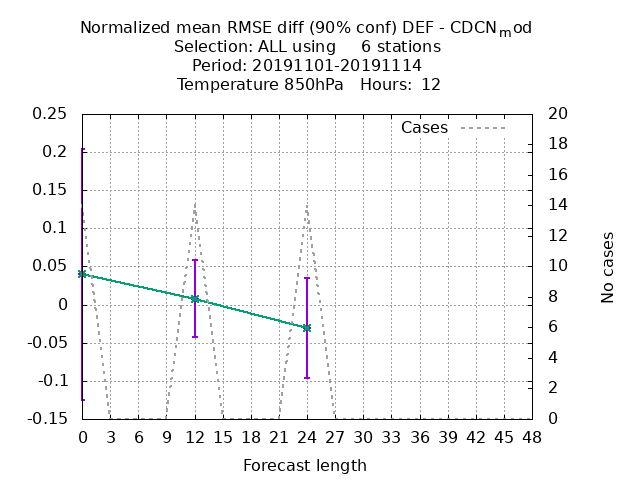 Normalized mean RMSE diff (90% conf) DEF - CDCN_mod
Selection: ALL using 6 stations
Period: 20191101-20191114
Temperature 850hPa Hours: 12
Cases
0.25
0.2
0.15
0.1
0.05
0
-0.05
-0.1
-0.15
20
18
16
14
12
10
8
6
4
2
0
No cases
0 3 6 9 12 15 18 21 24 27 30 33 36 39 42 45 48
Forecast length